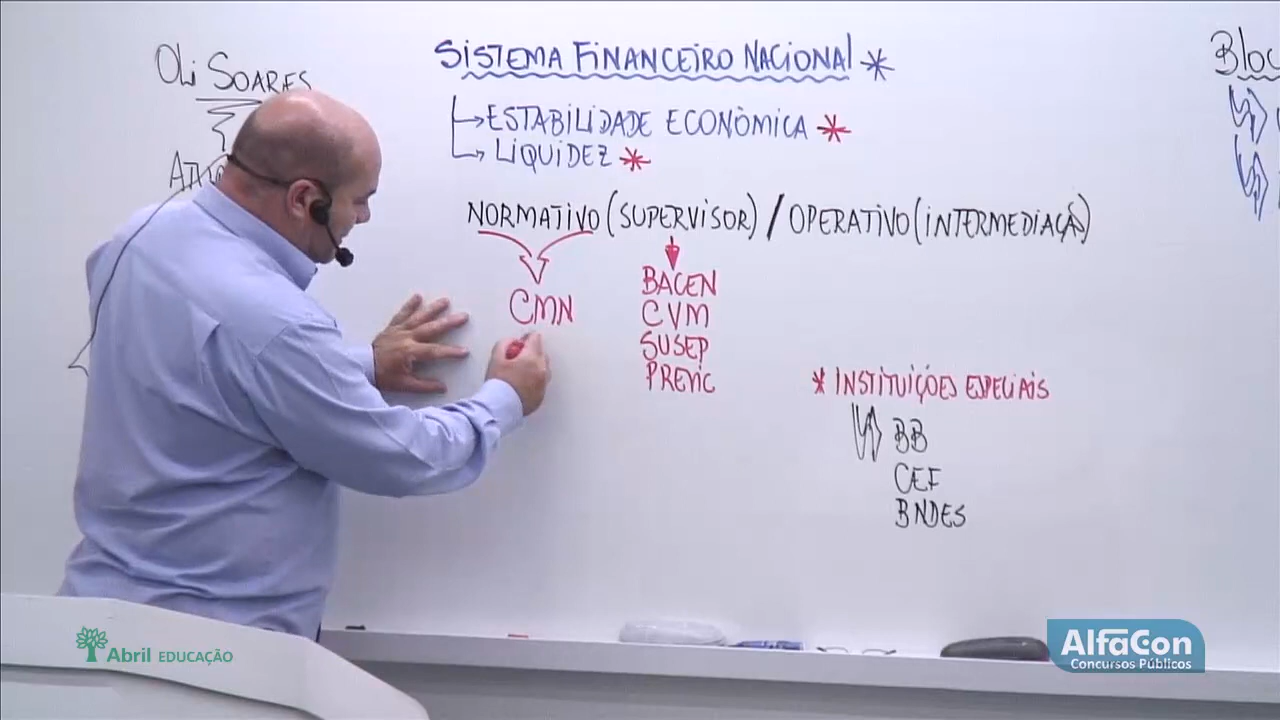 Oli SOARES
SISTEMA FINANCEIRO NACIONAL *
ESTABILIDADE ECONÔMICA *
LIQUIDEZ *
NORMATIVO (SUPERVISOR) / OPERATIVO (INTERMEDIAÇÃO)
CMN
BACEN
CVM
SUSEP
PREVIC
* INSTITUIÇÕES ESPECIAIS
BB
CEF
BNDES
Abril EDUCAÇÃO
AlfaCon
Concursos Públicos